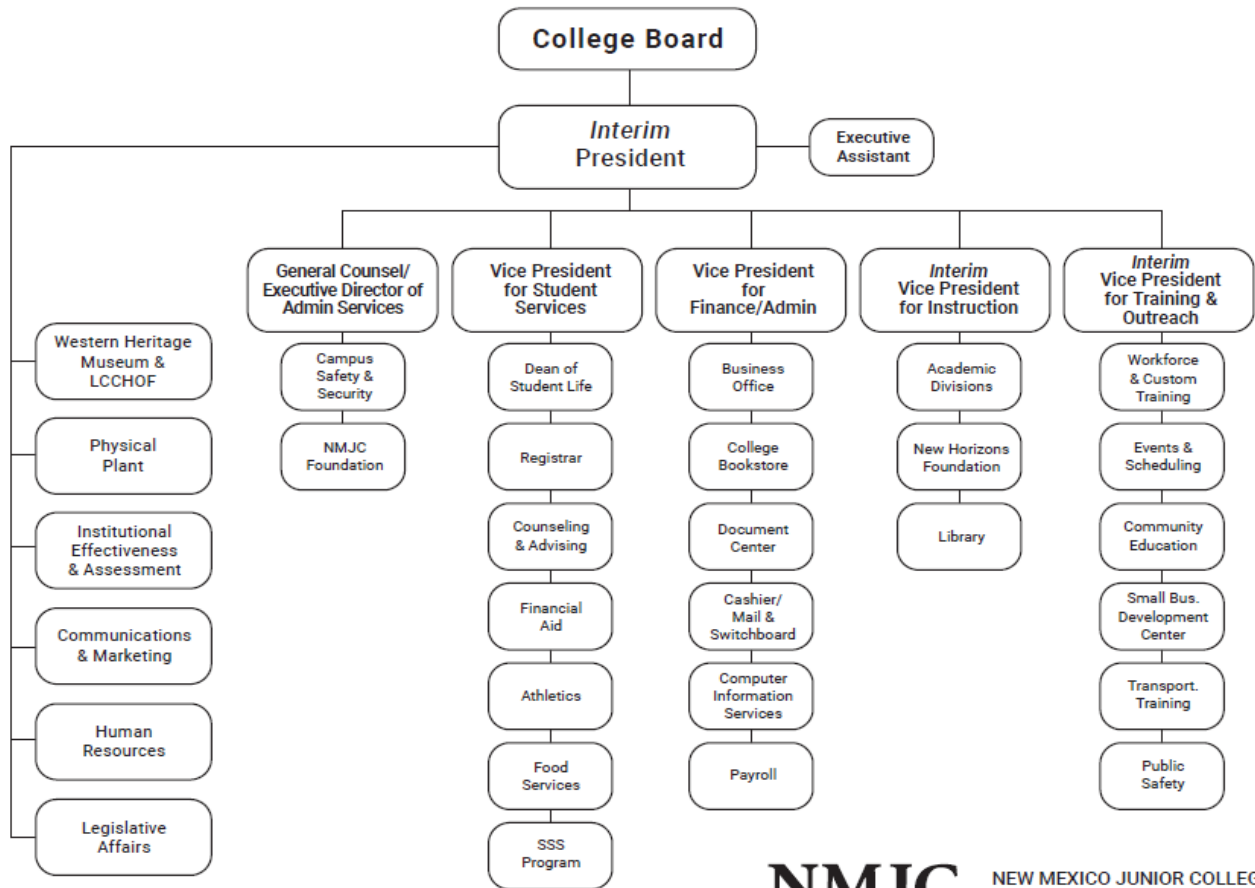 College Board
Interim
President
Executive
Assistant
General Counsel/
Executive Director of
Admin Services
Vice President
for Student
Services
Vice President
for
Finance/Admin
Interim
Vice President
for Instruction
Interim
Vice President
for Training &
Outreach
Western Heritage
Museum &
LCCHOF
Physical
Plant
Institutional
Effectiveness
& Assessment
Communications
& Marketing
Human
Resources
Legislative
Affairs
Campus
Safety &
Security
NMJC
Foundation
Dean of
Student Life
Registrar
Counseling
& Advising
Financial
Aid
Athletics
Food
Services
SSS
Program
Business
Office
College
Bookstore
Document
Center
Cashier/
Mail &
Switchboard
Computer
Information
Services
Payroll
Academic
Divisions
New Horizons
Foundation
Library
Workforce
& Custom
Training
Events &
Scheduling
Community
Education
Small Bus.
Development
Center
Transport.
Training
Public
Safety
NMJC
NEW MEXICO JUNIOR COLLEG